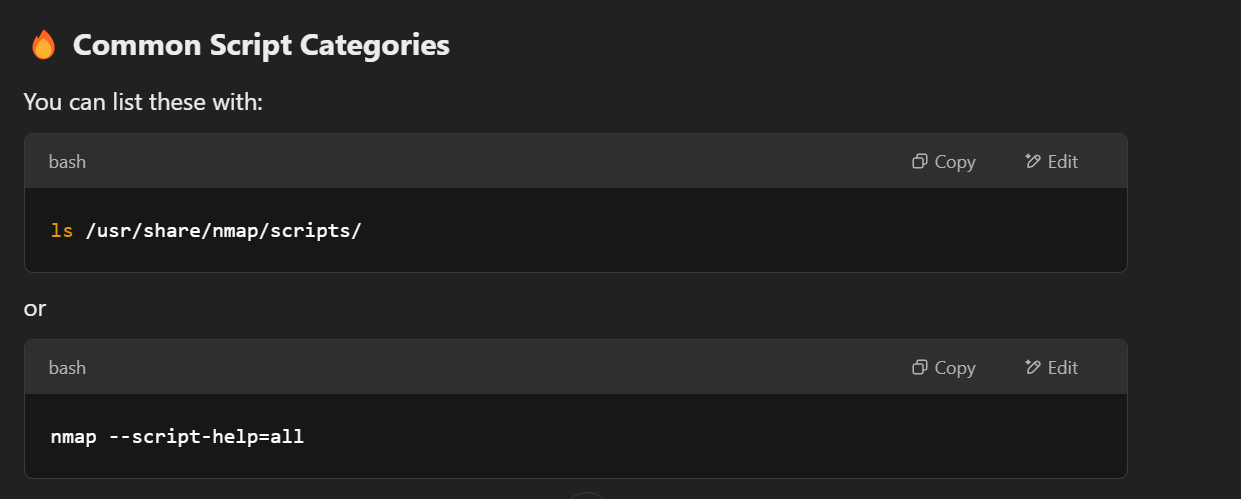 🔥 Common Script Categories
You can list these with:
bash Copy Edit
ls /usr/share/nmap/scripts/
or
bash Copy Edit
nmap --script-help=all